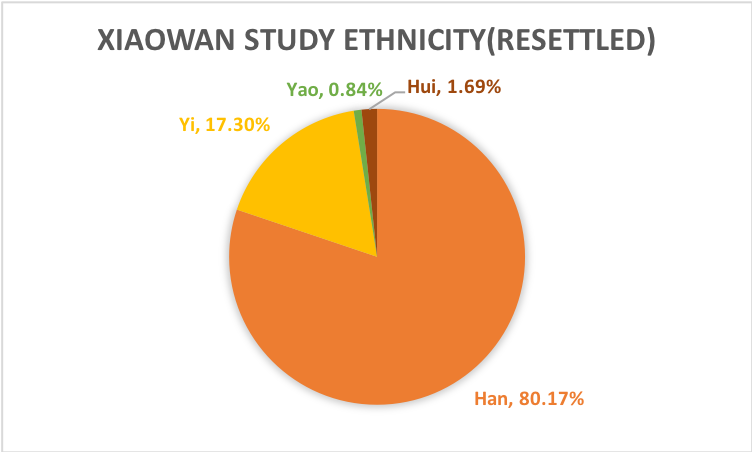 XIAOWAN STUDY ETHNICITY(RESETTLED)
Yao, 0.84%
Hui, 1.69%
Yi, 17.30%
Han, 80.17%